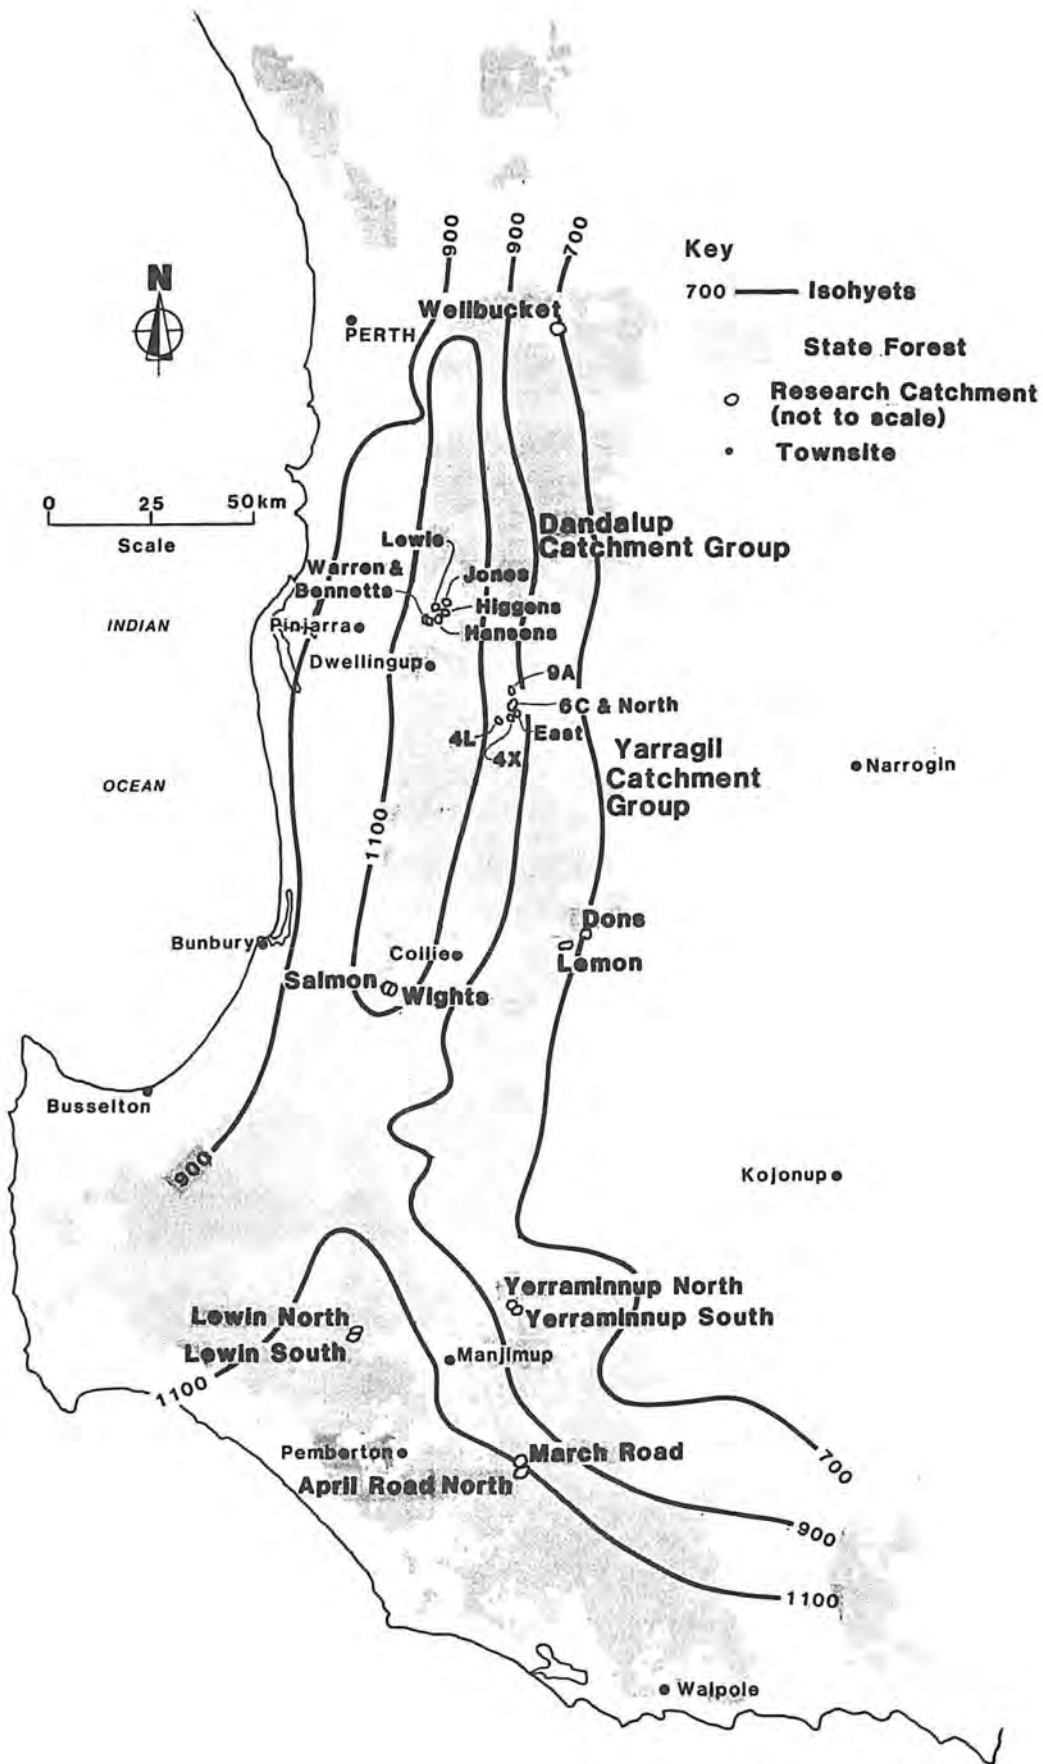 900
900
700
Key
700 Isohyets
State Forest
Research Catchment
(not to scale)
Townsite
N
Wellbucket
PERTH
0 25 50km
Scale
Dandalup
Catchment Group
Lewis
Warren &
Bennetts
Jones
Higgens
Hansens
INDIAN
Pinjarra
Dwellingup
9A
6C & North
4L
East
4X
Yarragil
Catchment
Group
Narrogin
OCEAN
1100
Dons
Lemon
Bunbury
Collie
Salmon
Wights
Busselton
900
Kojonup
Yerraminnup North
Yerraminnup South
Lewin North
Lewin South
Manjimup
1100
Pemberton
March Road
April Road North
700
900
1100
Walpole